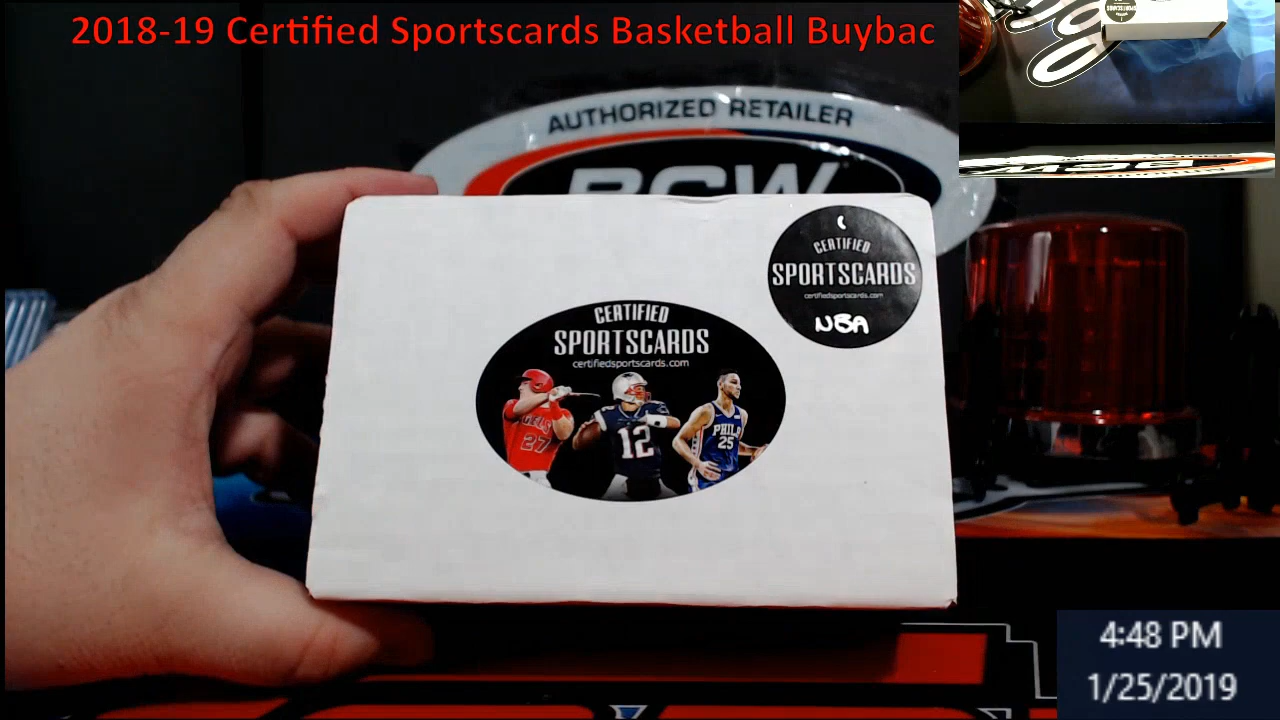 2018-19 Certified Sportscards Basketball Buybac
AUTHORIZED RETAILER
BCW
CERTIFIED
SPORTSCARDS
certifiedsportscards.com
NBA
CERTIFIED
SPORTSCARDS
certifiedsportscards.com
27
12
PHILA
25
4:48 PM
1/25/2019